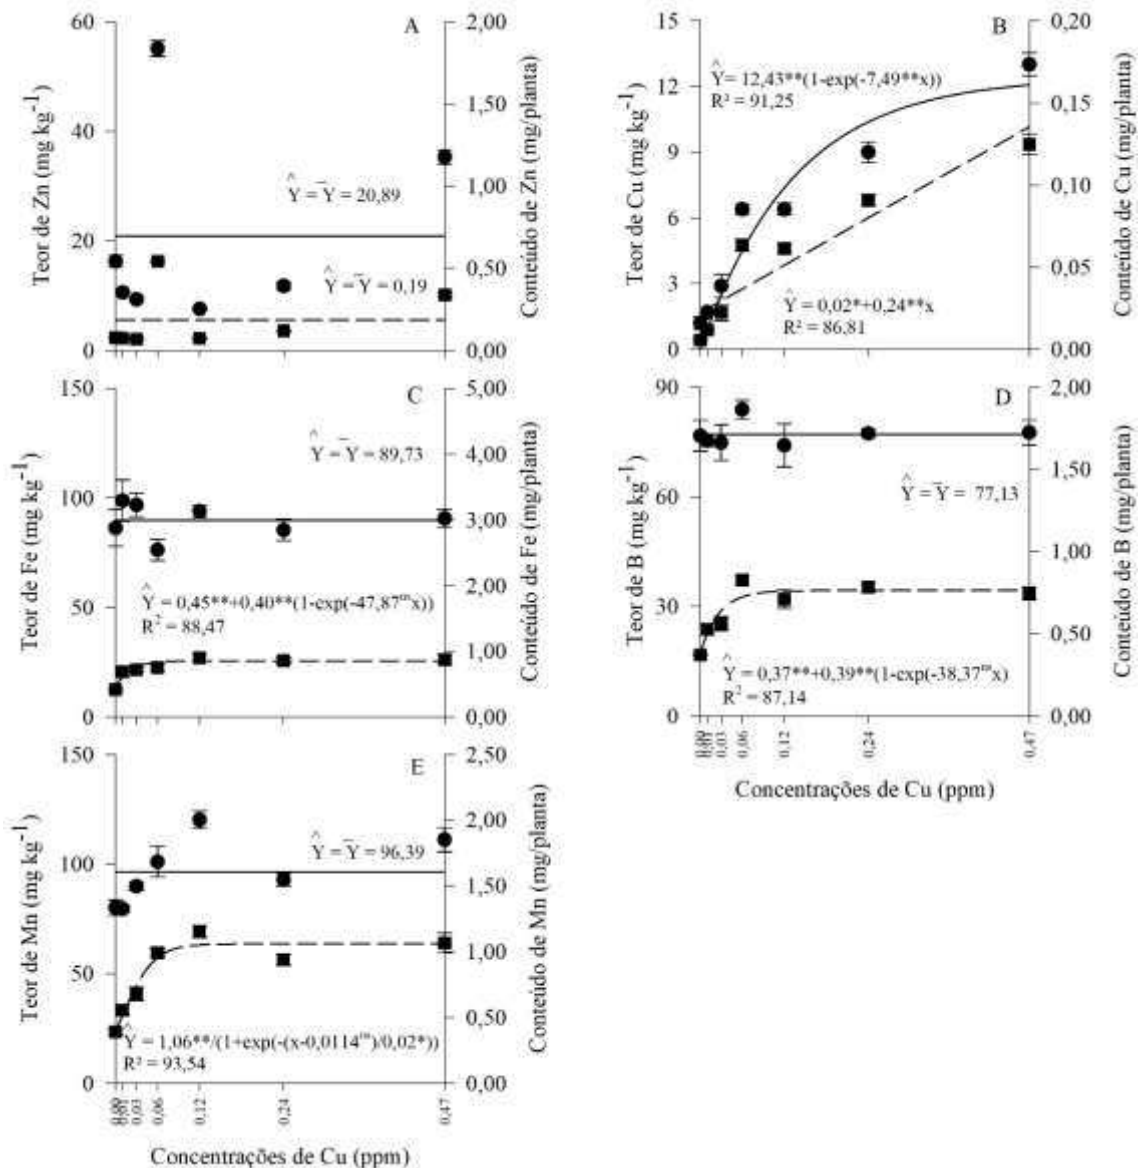 A
Teor de Zn (mg kg⁻¹)
60
40
20
0
Ŷ = Y̅ = 20,89
Ŷ = Y̅ = 0,19
2,00
1,50
1,00
0,50
0,00
Conteúdo de Zn (mg/planta)
B
Teor de Cu (mg kg⁻¹)
15
12
9
6
3
0
Ŷ= 12,43**(1-exp(-7,49**x))
R² = 91,25
Ŷ = 0,02*+0,24**x
R² = 86,81
0,20
0,15
0,10
0,05
0,00
Conteúdo de Cu (mg/planta)
C
Teor de Fe (mg kg⁻¹)
150
100
50
0
Ŷ = Y̅ = 89,73
Ŷ = 0,45**+0,40**(1-exp(-47,87ⁿˢx))
R² = 88,47
5,00
4,00
3,00
2,00
1,00
0,00
Conteúdo de Fe (mg/planta)
D
Teor de B (mg kg⁻¹)
90
60
30
0
Ŷ = Y̅ = 77,13
Ŷ = 0,37**+0,39**(1-exp(-38,37ⁿˢx)
R² = 87,14
2,00
1,50
1,00
0,50
0,00
Conteúdo de B (mg/planta)
0,03
0,06
0,12
0,24
0,47
Concentrações de Cu (ppm)
E
Teor de Mn (mg kg⁻¹)
150
100
50
0
Ŷ = Y̅ = 96,39
Ŷ = 1,06**/(1+exp(-(x-0,0114ⁿˢ)/0,02*))
R² = 93,54
2,50
2,00
1,50
1,00
0,50
0,00
Conteúdo de Mn (mg/planta)
0,03
0,06
0,12
0,24
0,47
Concentrações de Cu (ppm)